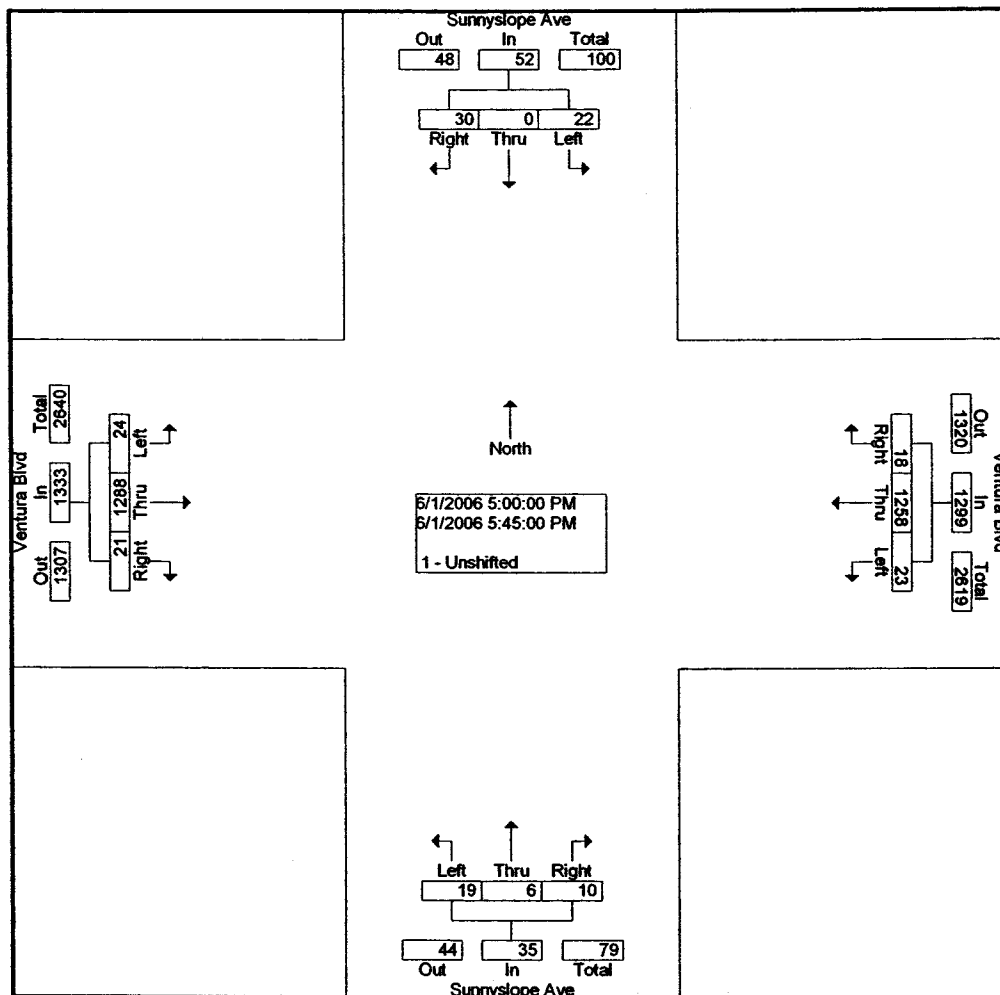 Sunnyslope Ave
Out In Total
48 52 100
30 0 22
Right Thru Left
Ventura Blvd
Total In Out
2640 1333 1307
24 1288 21
Left Thru Right
North
6/1/2006 5:00:00 PM
6/1/2006 5:45:00 PM
1 - Unshifted
Right Thru Left
18 1258 23
Out In Total
1320 1299 2619
Ventura Blvd
Left Thru Right
19 6 10
44 35 79
Out In Total
Sunnyslope Ave